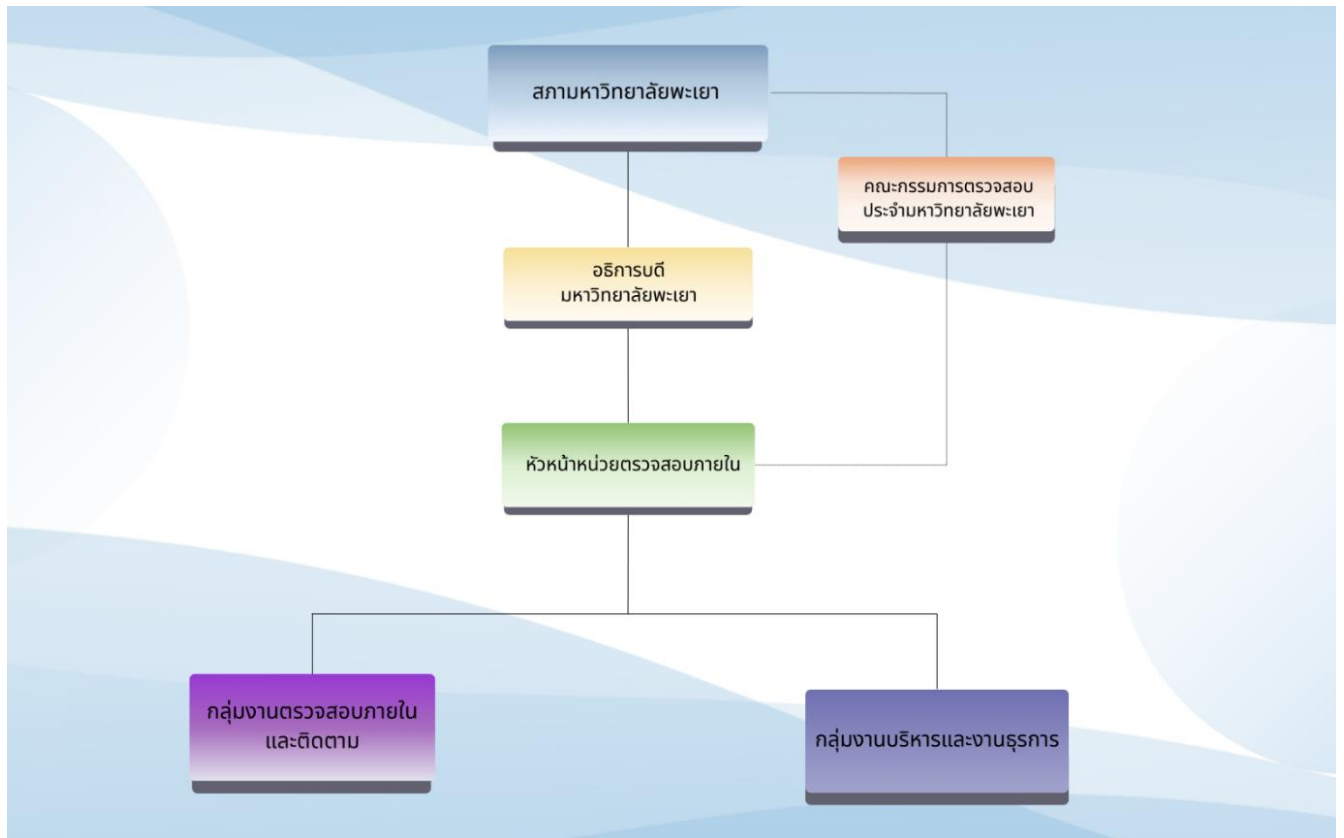 สภามหาวิทยาลัยพะเยา
คณะกรรมการตรวจสอบ
ประจำมหาวิทยาลัยพะเยา
อธิการบดี
มหาวิทยาลัยพะเยา
หัวหน้าหน่วยตรวจสอบภายใน
กลุ่มงานตรวจสอบภายใน
และติดตาม
กลุ่มงานบริหารและงานธุรการ